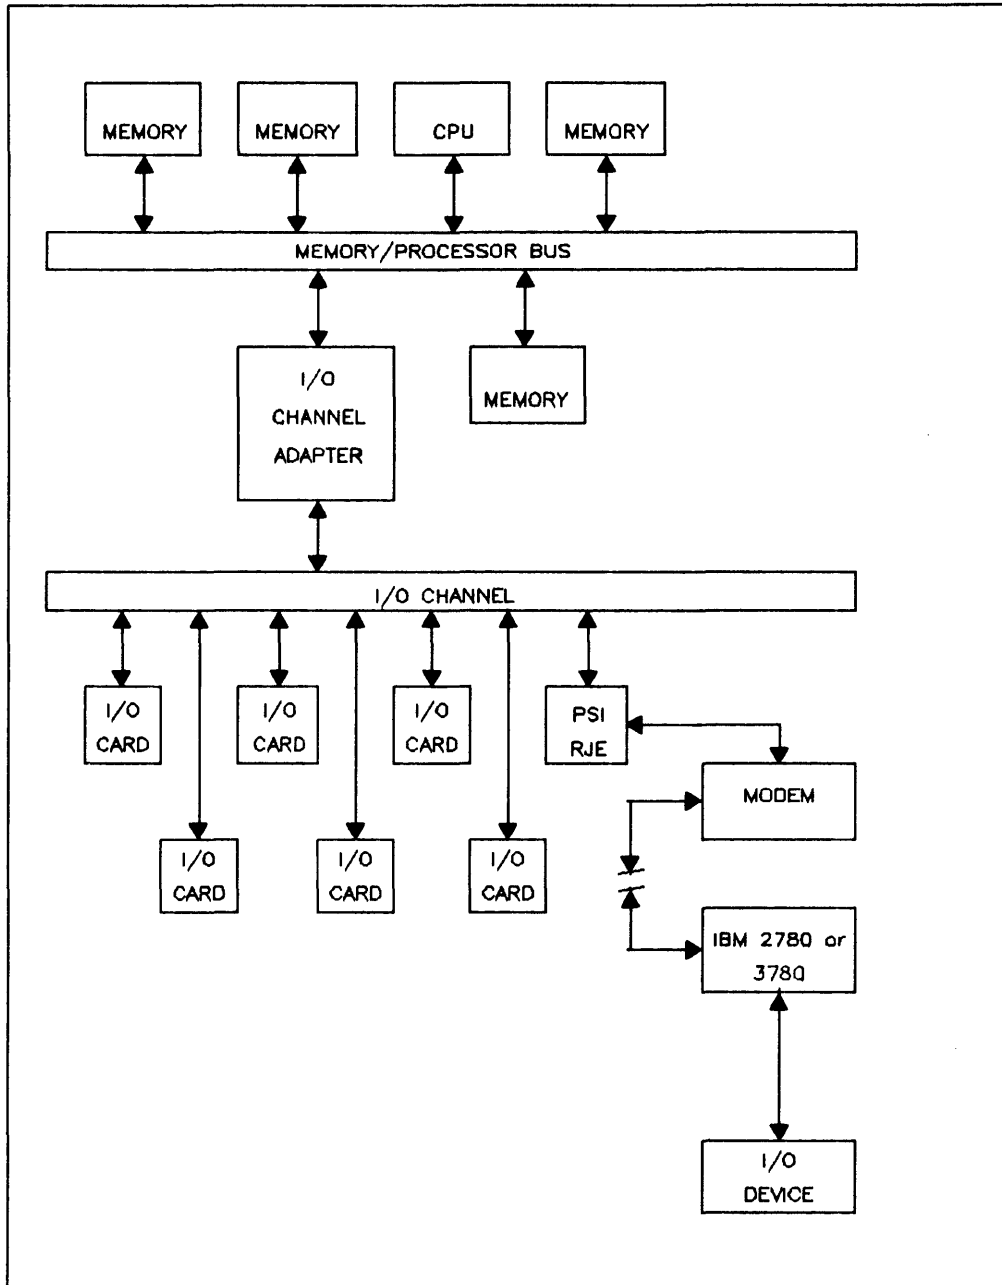 MEMORY
MEMORY
CPU
MEMORY
MEMORY/PROCESSOR BUS
I/O
CHANNEL
ADAPTER
MEMORY
I/O CHANNEL
I/O
CARD
I/O
CARD
I/O
CARD
PSI
RJE
MODEM
I/O
CARD
I/O
CARD
I/O
CARD
IBM 2780 or
3780
I/O
DEVICE